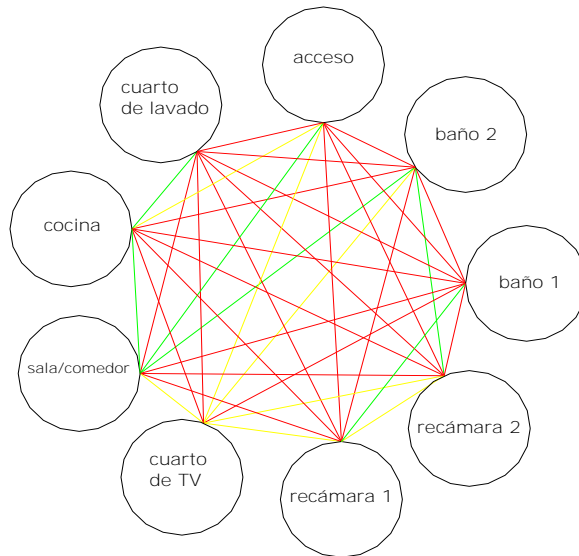 acceso
cuarto
de lavado
baño 2
cocina
baño 1
sala/comedor
recámara 2
cuarto
de TV
recámara 1